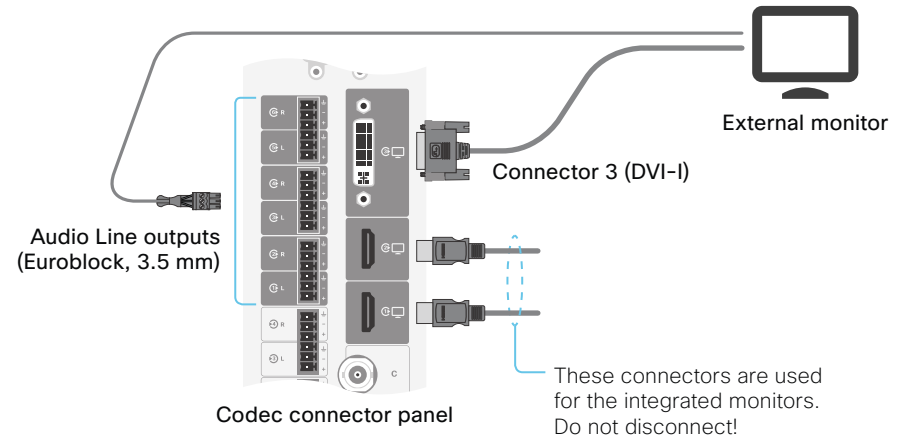 External monitor
Connector 3 (DVI-I)
Audio Line outputs
(Euroblock, 3.5 mm)
R
L
R
L
R
L
R
L
C
Codec connector panel
These connectors are used
for the integrated monitors.
Do not disconnect!